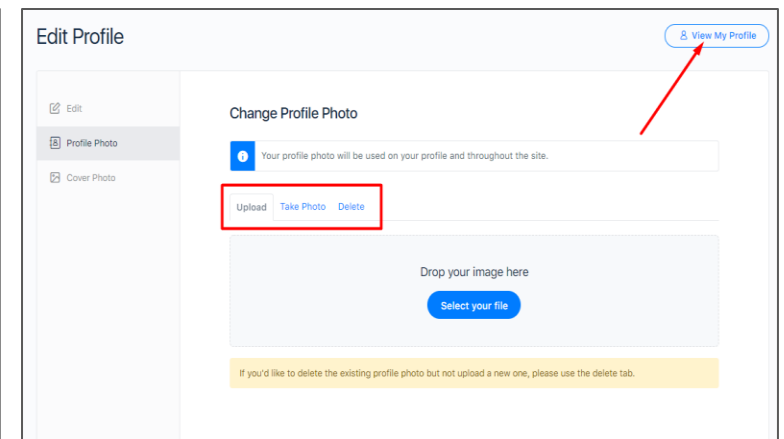 Edit Profile
View My Profile
Edit
Profile Photo
Cover Photo
Change Profile Photo
Your profile photo will be used on your profile and throughout the site.
Upload Take Photo Delete
Drop your image here
Select your file
If you'd like to delete the existing profile photo but not upload a new one, please use the delete tab.